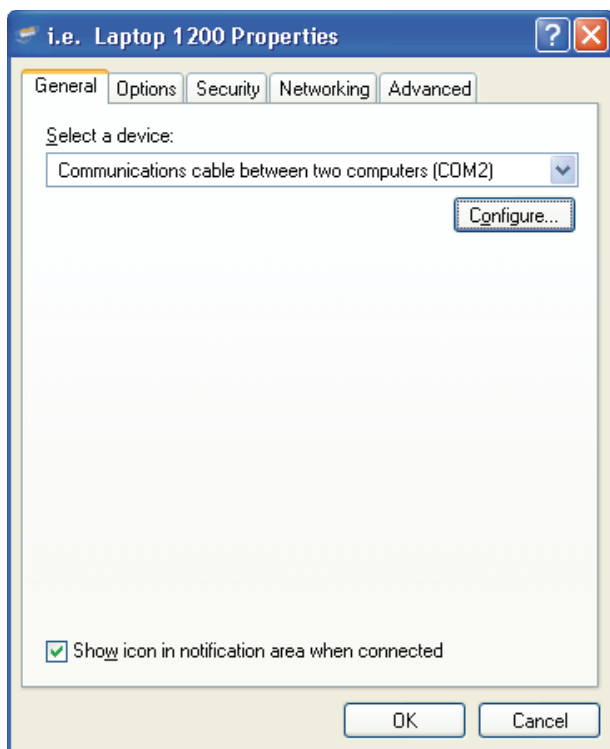 i.e. Laptop 1200 Properties
General Options Security Networking Advanced
Select a device:
Communications cable between two computers (COM2)
Configure...
Show icon in notification area when connected
OK Cancel